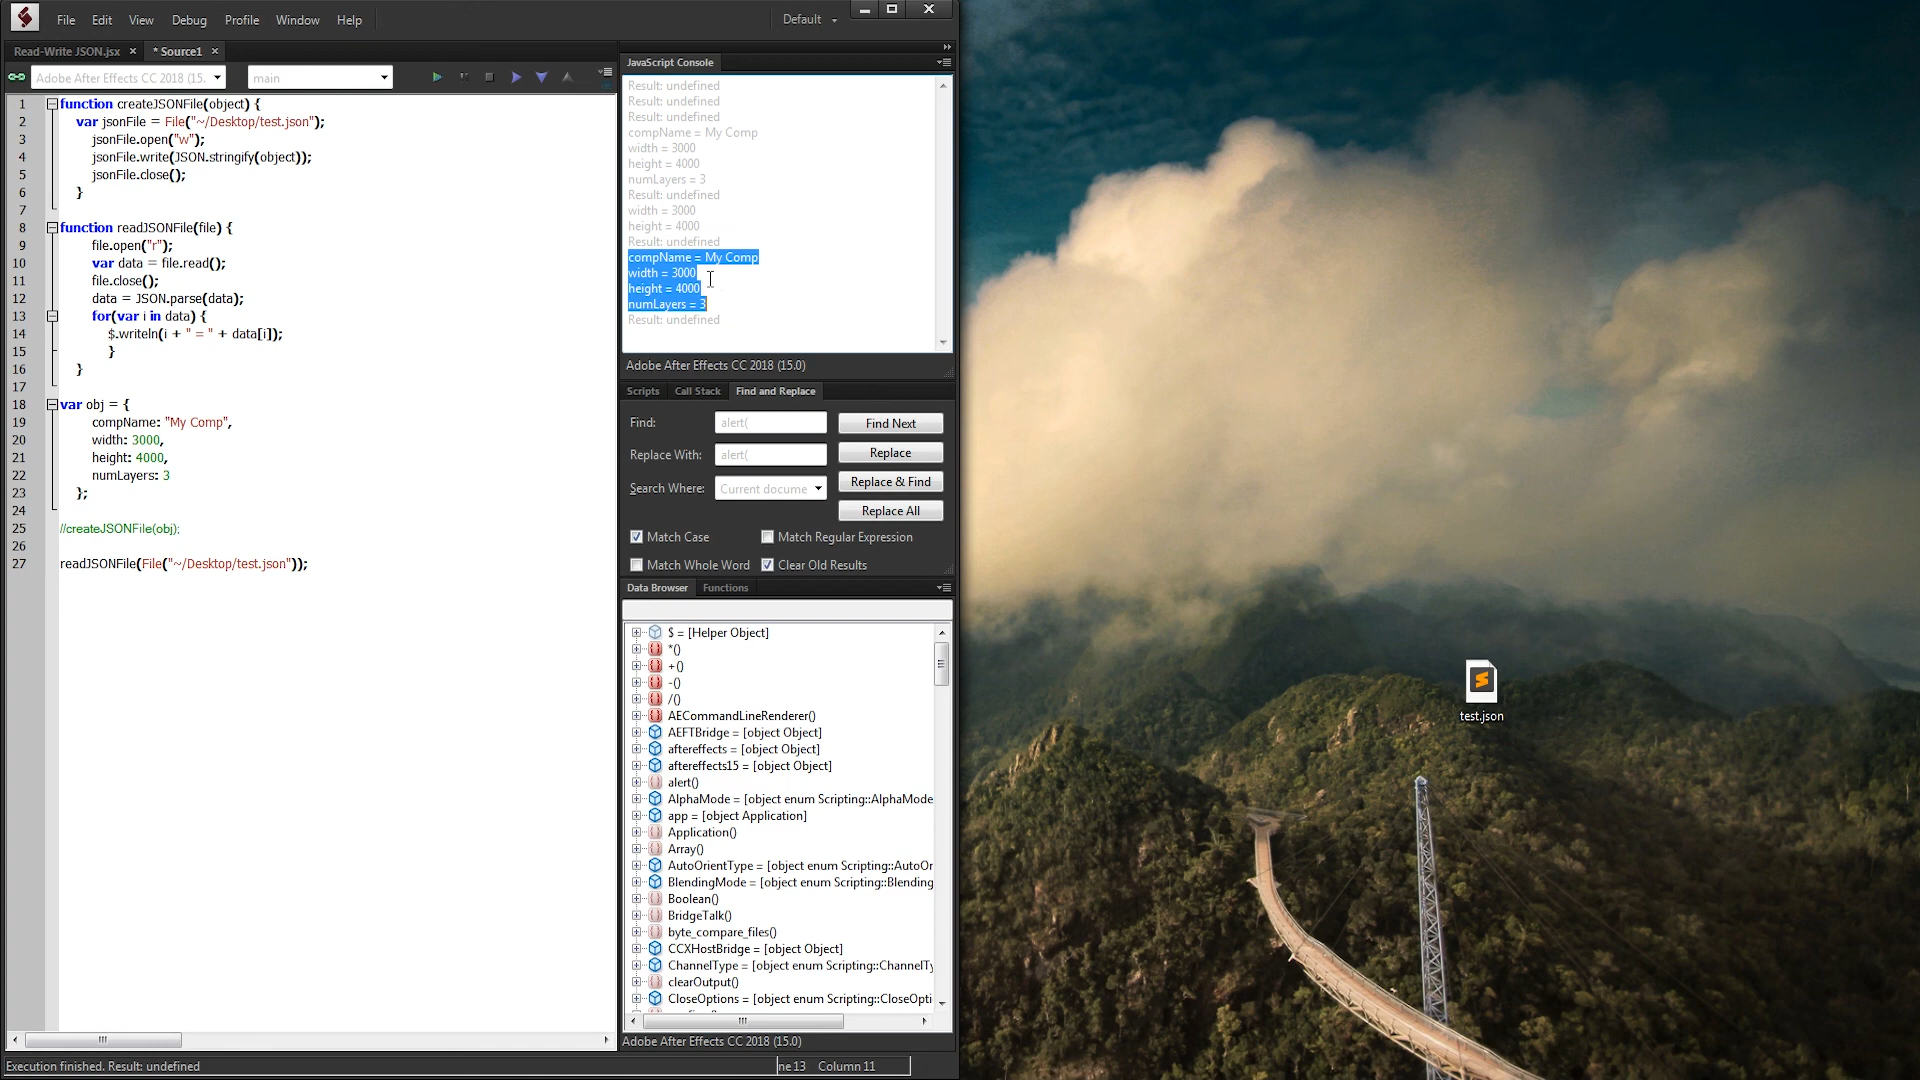 File Edit View Debug Profile Window Help
Default
Read-Write JSON.jsx
* Source1
Adobe After Effects CC 2018 (15.
main
1 function createJSONFile(object) {
2 var jsonFile = File("~/Desktop/test.json");
3 jsonFile.open("w");
4 jsonFile.write(JSON.stringify(object));
5 jsonFile.close();
6 }
7
8 function readJSONFile(file) {
9 file.open("r");
10 var data = file.read();
11 file.close();
12 data = JSON.parse(data);
13 for(var i in data) {
14 $.writeln(i + " = " + data[i]);
15 }
16 }
17
18 var obj = {
19 compName: "My Comp",
20 width: 3000,
21 height: 4000,
22 numLayers: 3
23 };
24
25 //createJSONFile(obj);
26
27 readJSONFile(File("~/Desktop/test.json"));
Execution finished. Result: undefined
ne 13 Column 11
JavaScript Console
Result: undefined
Result: undefined
Result: undefined
compName = My Comp
width = 3000
height = 4000
numLayers = 3
Result: undefined
width = 3000
height = 4000
Result: undefined
compName = My Comp
width = 3000
height = 4000
numLayers = 3
Result: undefined
Adobe After Effects CC 2018 (15.0)
Scripts Call Stack Find and Replace
Find: alert( Find Next
Replace With: alert( Replace
Search Where: Current docume Replace & Find
Replace All
Match Case Match Regular Expression
Match Whole Word Clear Old Results
Data Browser Functions
$ = [Helper Object]
*()
+()
-()
/()
AECommandLineRenderer()
AEFTBridge = [object Object]
aftereffects = [object Object]
aftereffects15 = [object Object]
alert()
AlphaMode = [object enum Scripting::AlphaMode
app = [object Application]
Application()
Array()
AutoOrientType = [object enum Scripting::AutoOr
BlendingMode = [object enum Scripting::Blending
Boolean()
BridgeTalk()
byte_compare_files()
CCXHostBridge = [object Object]
ChannelType = [object enum Scripting::ChannelTy
clearOutput()
CloseOptions = [object enum Scripting::CloseOpti
Adobe After Effects CC 2018 (15.0)
test.json